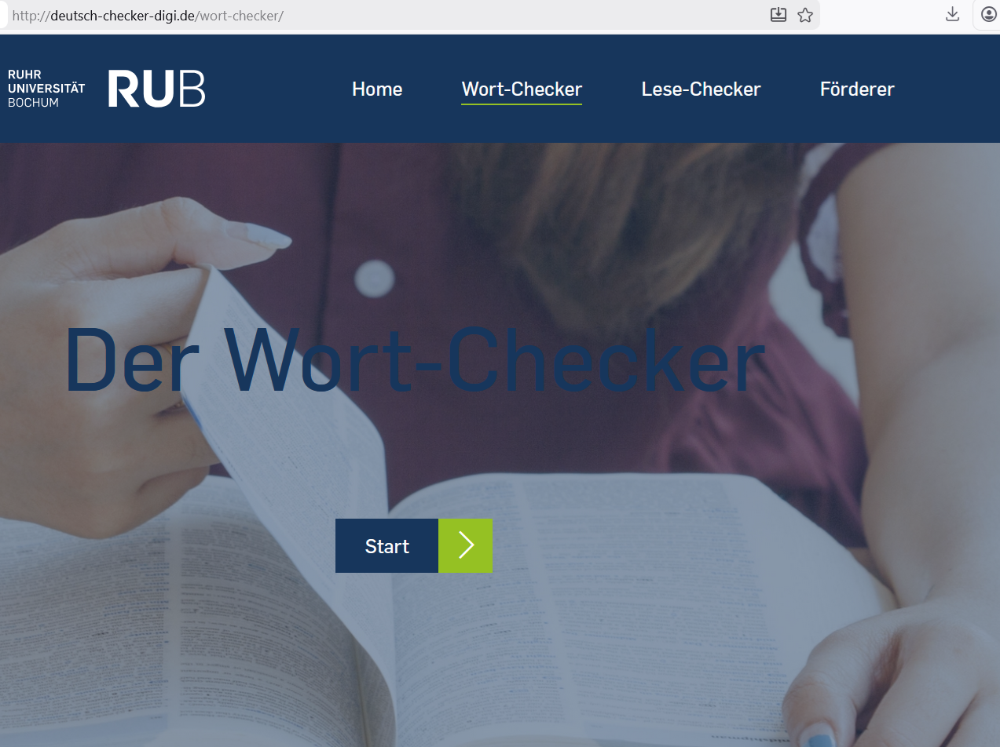 http://deutsch-checker-digi.de/wort-checker/
RUHR
UNIVERSITÄT
BOCHUM
RUB
Home
Wort-Checker
Lese-Checker
Förderer
Der Wort-Checker
Start